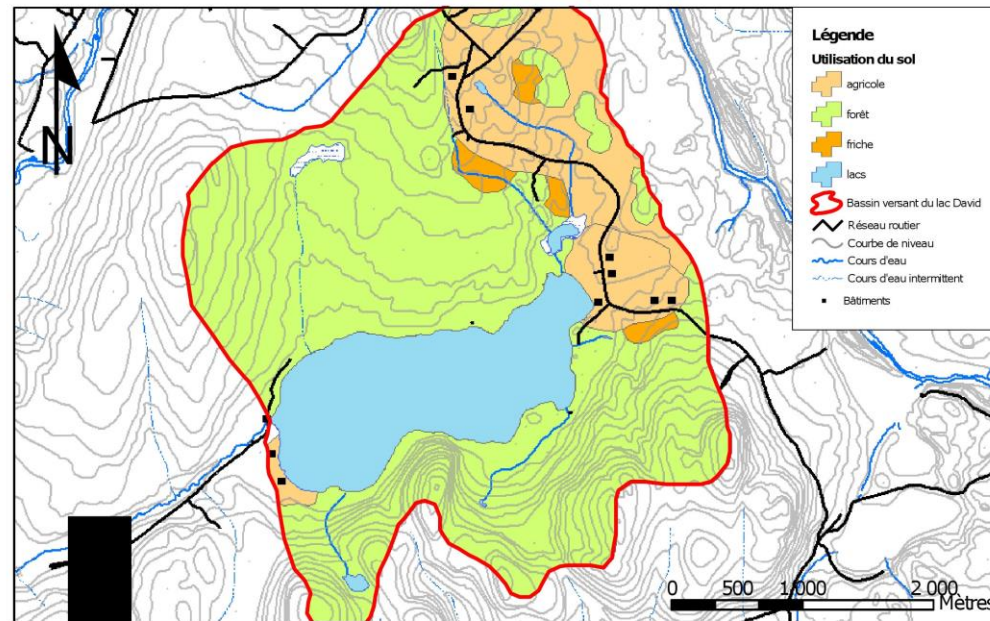 N
Légende
Utilisation du sol
agricole
forêt
friche
lacs
Bassin versant du lac David
Réseau routier
Courbe de niveau
Cours d'eau
Cours d'eau intermittent
Bâtiments
0 500 1 000 2 000
Mètres